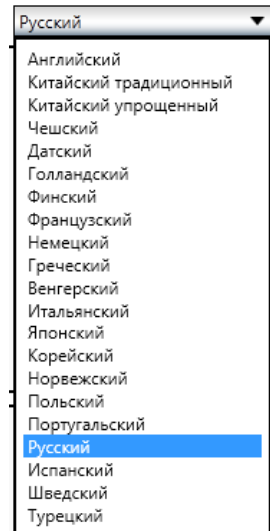 Русский
Английский
Китайский традиционный
Китайский упрощенный
Чешский
Датский
Голландский
Финский
Французский
Немецкий
Греческий
Венгерский
Итальянский
Японский
Корейский
Норвежский
Польский
Португальский
Русский
Испанский
Шведский
Турецкий